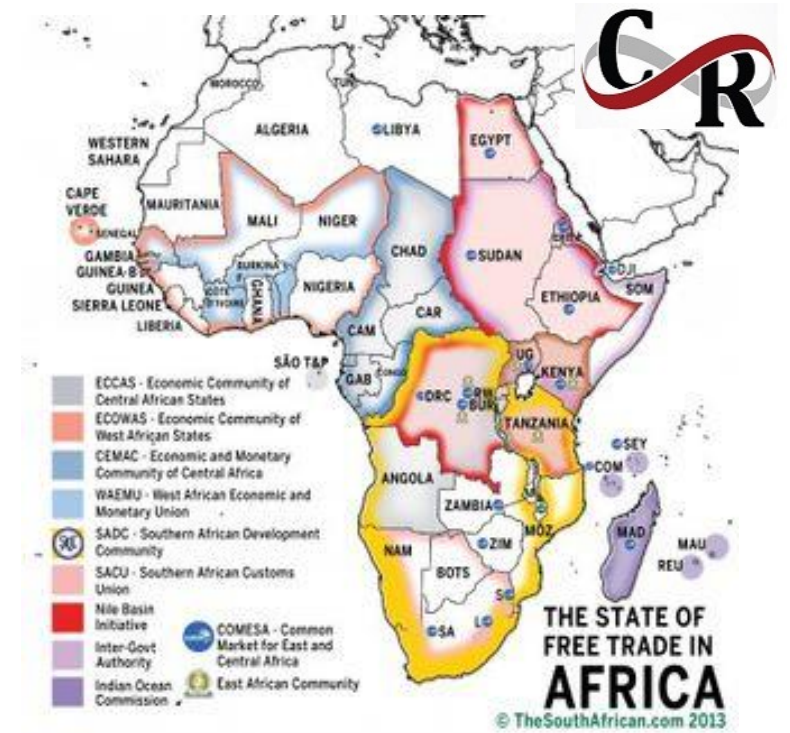 CR
MOROCCO
TUN
ALGERIA
LIBYA
EGYPT
WESTERN
SAHARA
CAPE
VERDE
MAURITANIA
MALI
NIGER
SENEGAL
CHAD
SUDAN
DJI
GAMBIA
GUINEA-B
GUINEA
SIERRA LEONE
LIBERIA
BURKINA
F
GHANA
NIGERIA
ETHIOPIA
SOM
CAR
CAM
SÃO T&P
GAB
CONGO
UG
KENYA
DRC
RW
BUR
TANZANIA
SEY
COM
ANGOLA
ZAMBIA
MOZ
ZIM
MAD
MAU
REU
NAM
BOTS
S
L
SA
ECCAS - Economic Community of
Central African States
ECOWAS - Economic Community of
West African States
CEMAC - Economic and Monetary
Community of Central Africa
WAEMU - West African Economic and
Monetary Union
SADC - Southern African Development
Community
SACU - Southern African Customs
Union
Nile Basin
Initiative
Inter-Govt
Authority
Indian Ocean
Commission
COMESA - Common
Market for East and
Central Africa
East African Community
THE STATE OF
FREE TRADE IN
AFRICA
© TheSouthAfrican.com 2013